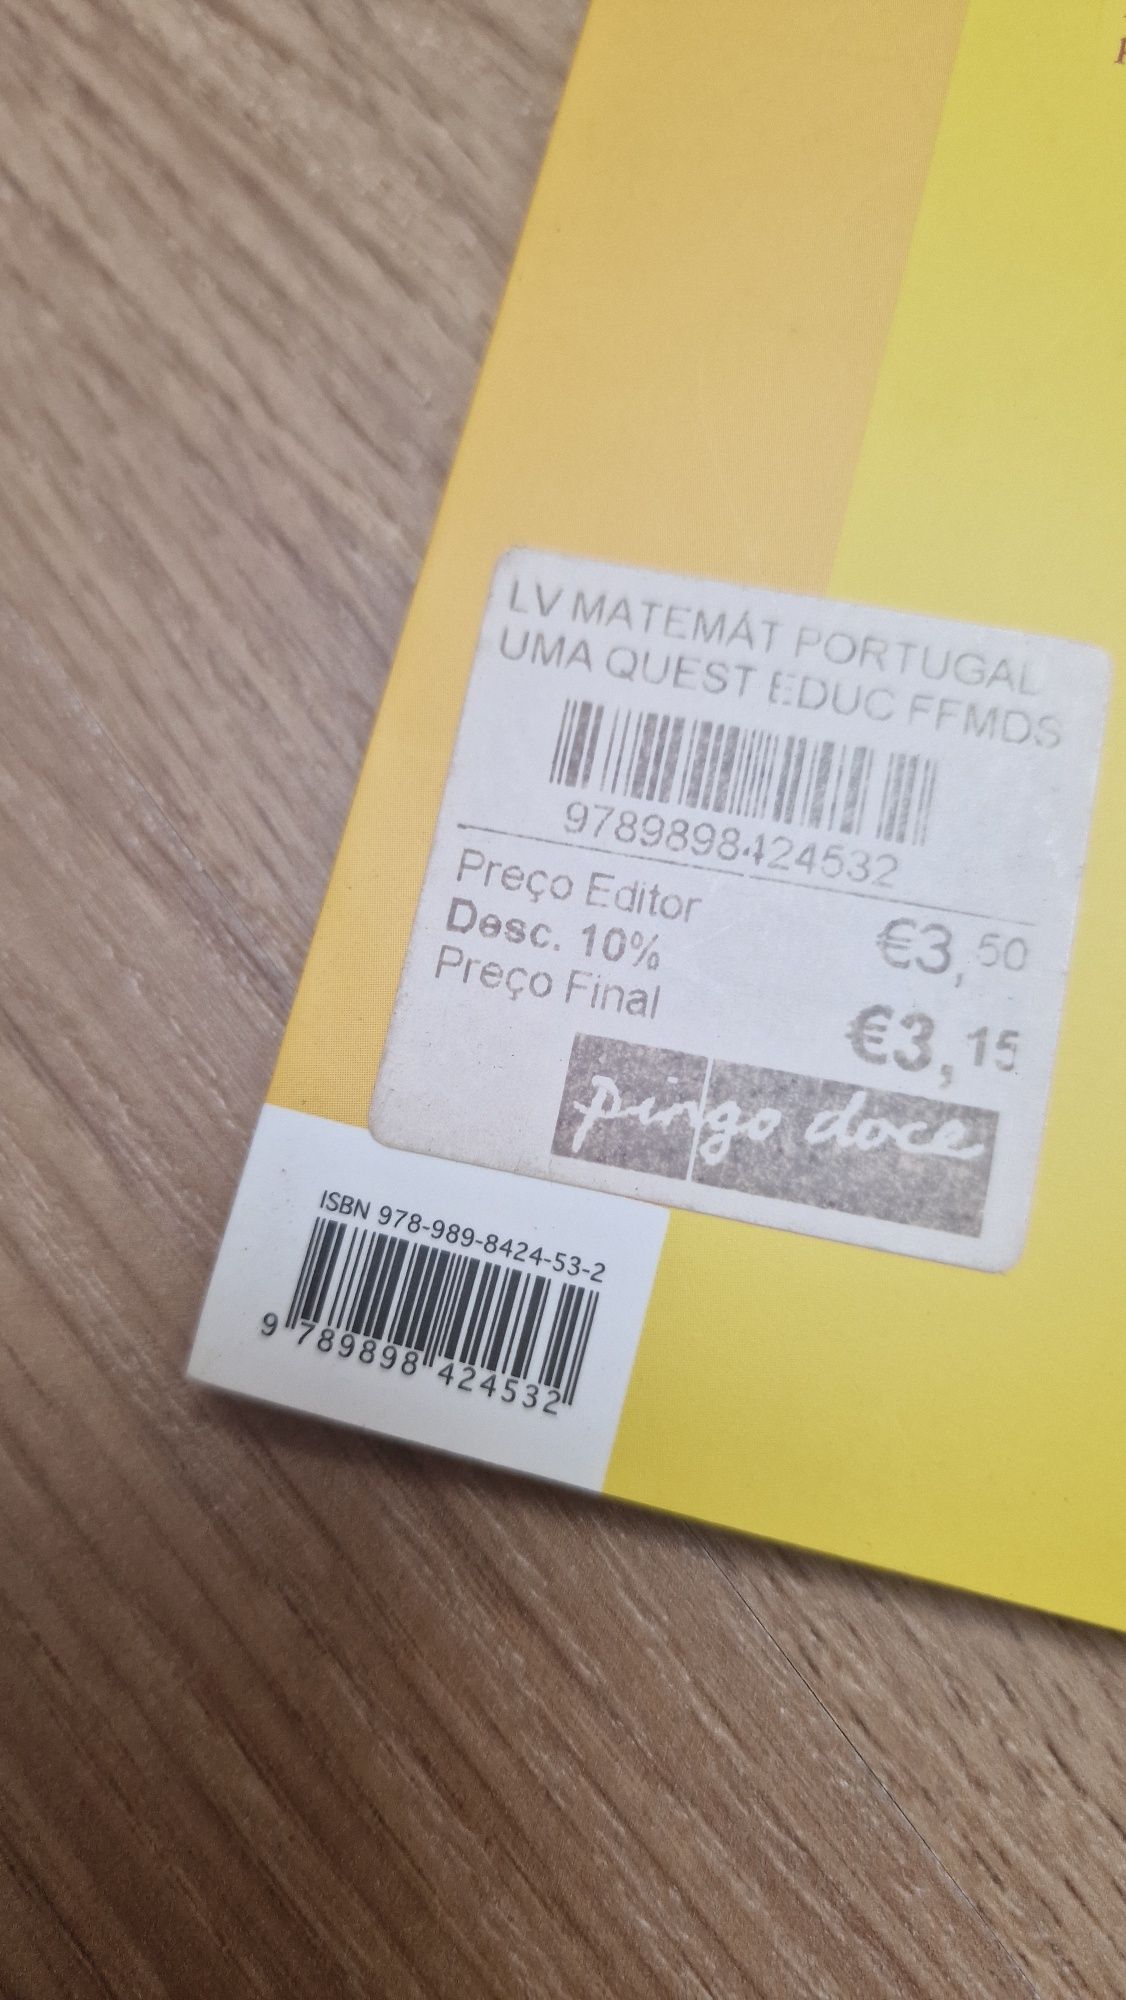 LV MATEMÁT PORTUGAL
UMA QUEST EDUC FFMDS
9789898424532
Preço Editor €3,50
Desc. 10%
Preço Final €3,15
pingo doce
ISBN 978-989-8424-53-2
9 789898 424532